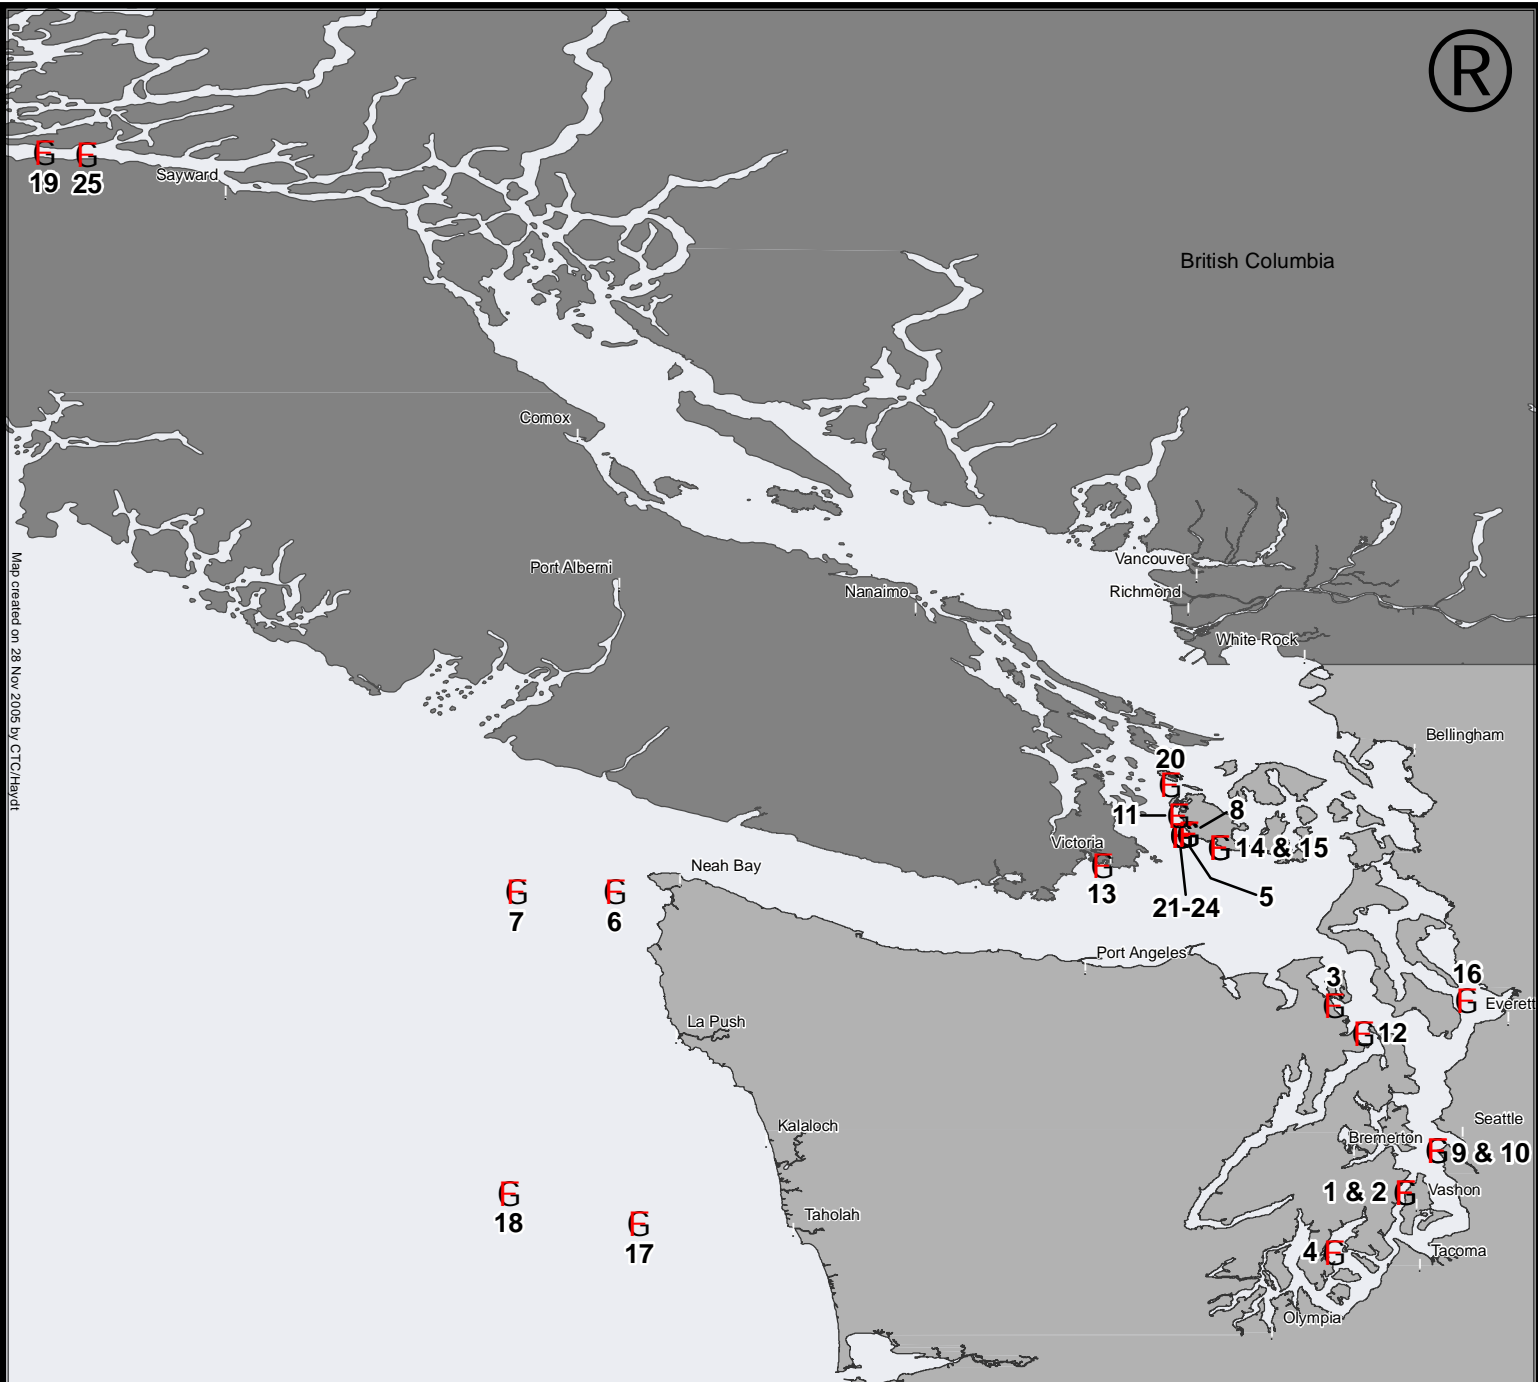 ®
19
25
Sayward
British Columbia
Comox
Port Alberni
Nanaimo
Vancouver
Richmond
White Rock
Map created on 28 Nov 2005 by CTC/Haydt
Bellingham
20
11
8
Victoria
14 & 15
13
21-24
5
Neah Bay
7
6
Port Angeles
3
16
Everett
12
La Push
Kalaloch
Seattle
Bremerton
9 & 10
1 & 2
Vashon
18
17
Taholah
4
Tacoma
Olympia